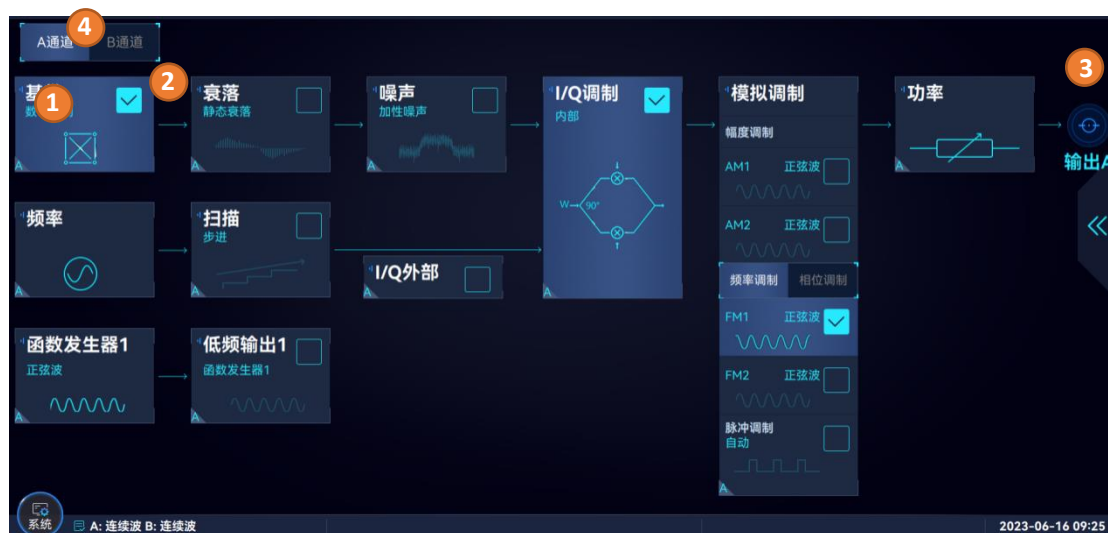 A通道
4
B通道
1
2
3
基
数
衰落
静态衰落
噪声
加性噪声
I/Q调制
内部
模拟调制
功率
幅度调制
AM1 正弦波
AM2 正弦波
A
A
A
A
输出A
W
90°
频率
扫描
步进
I/Q外部
A
A
A
A
频率调制
相位调制
FM1 正弦波
FM2 正弦波
脉冲调制
自动
A
函数发生器1
正弦波
低频输出1
函数发生器1
A
A
系统
A: 连续波 B: 连续波
2023-06-16 09:25